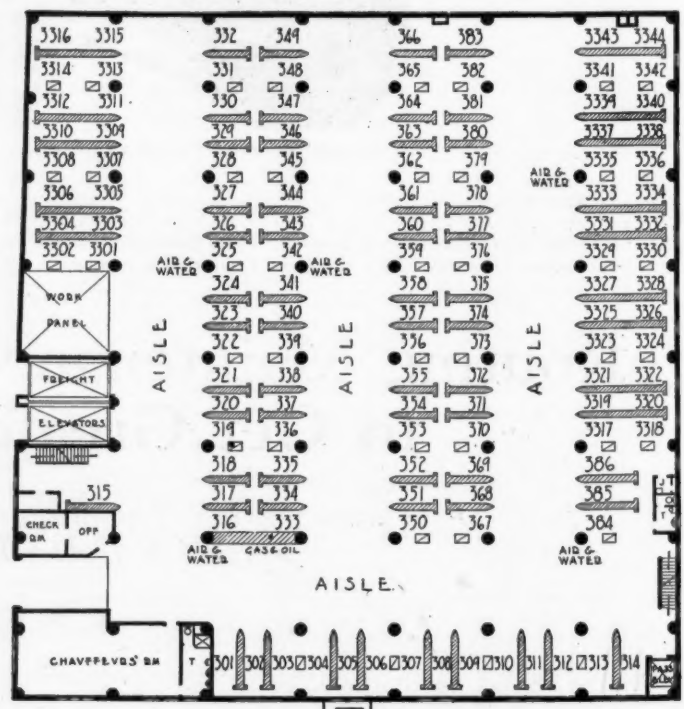 3316 3315 332 349 366 383 3343 3344
3314 3313 331 348 365 382 3341 3342
3312 3311 330 347 364 381 3339 3340
3310 3309 329 346 363 380 3337 3338
3308 3307 328 345 362 379 3335 3336
AIR & WATER
3306 3305 327 344 361 378 3333 3334
3304 3303 326 343 360 377 3331 3332
3302 3301 325 342 359 376 3329 3330
AIR & WATER
AIR & WATER
324 341 358 375 3327 3328
WORK PANEL
323 340 357 374 3325 3326
322 339 356 373 3323 3324
AISLE
AISLE
AISLE
FREIGHT
321 338 355 372 3321 3322
320 337 354 371 3319 3320
ELEVATORS
319 336 353 370 3317 3318
318 335 352 369 386
315 317 334 351 368 385
CHECK RM
OFF
316 333 350 367 384
AIR & WATER
GAS & OIL
AIR & WATER
AISLE
CHAUFFEURS' RM
T
301 302 303 304 305 306 307 308 309 310 311 312 313 314